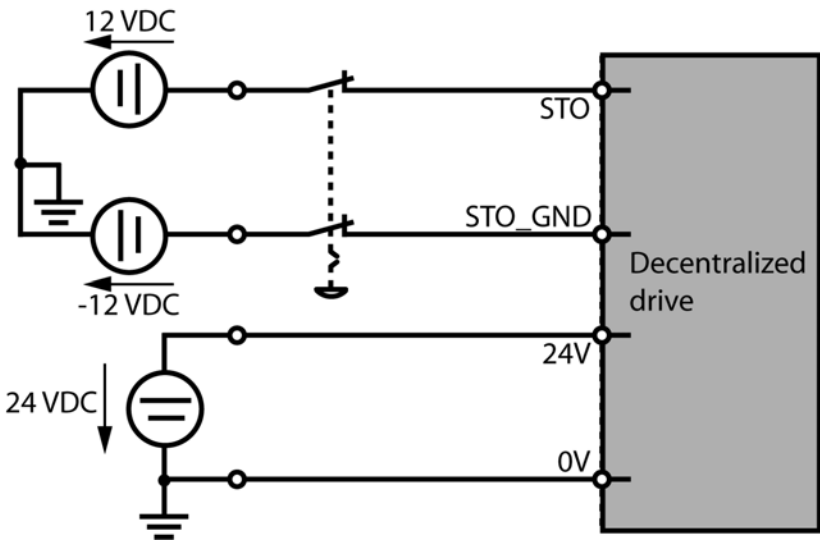 12 VDC
STO
STO_GND
-12 VDC
Decentralized
drive
24V
24 VDC
0V